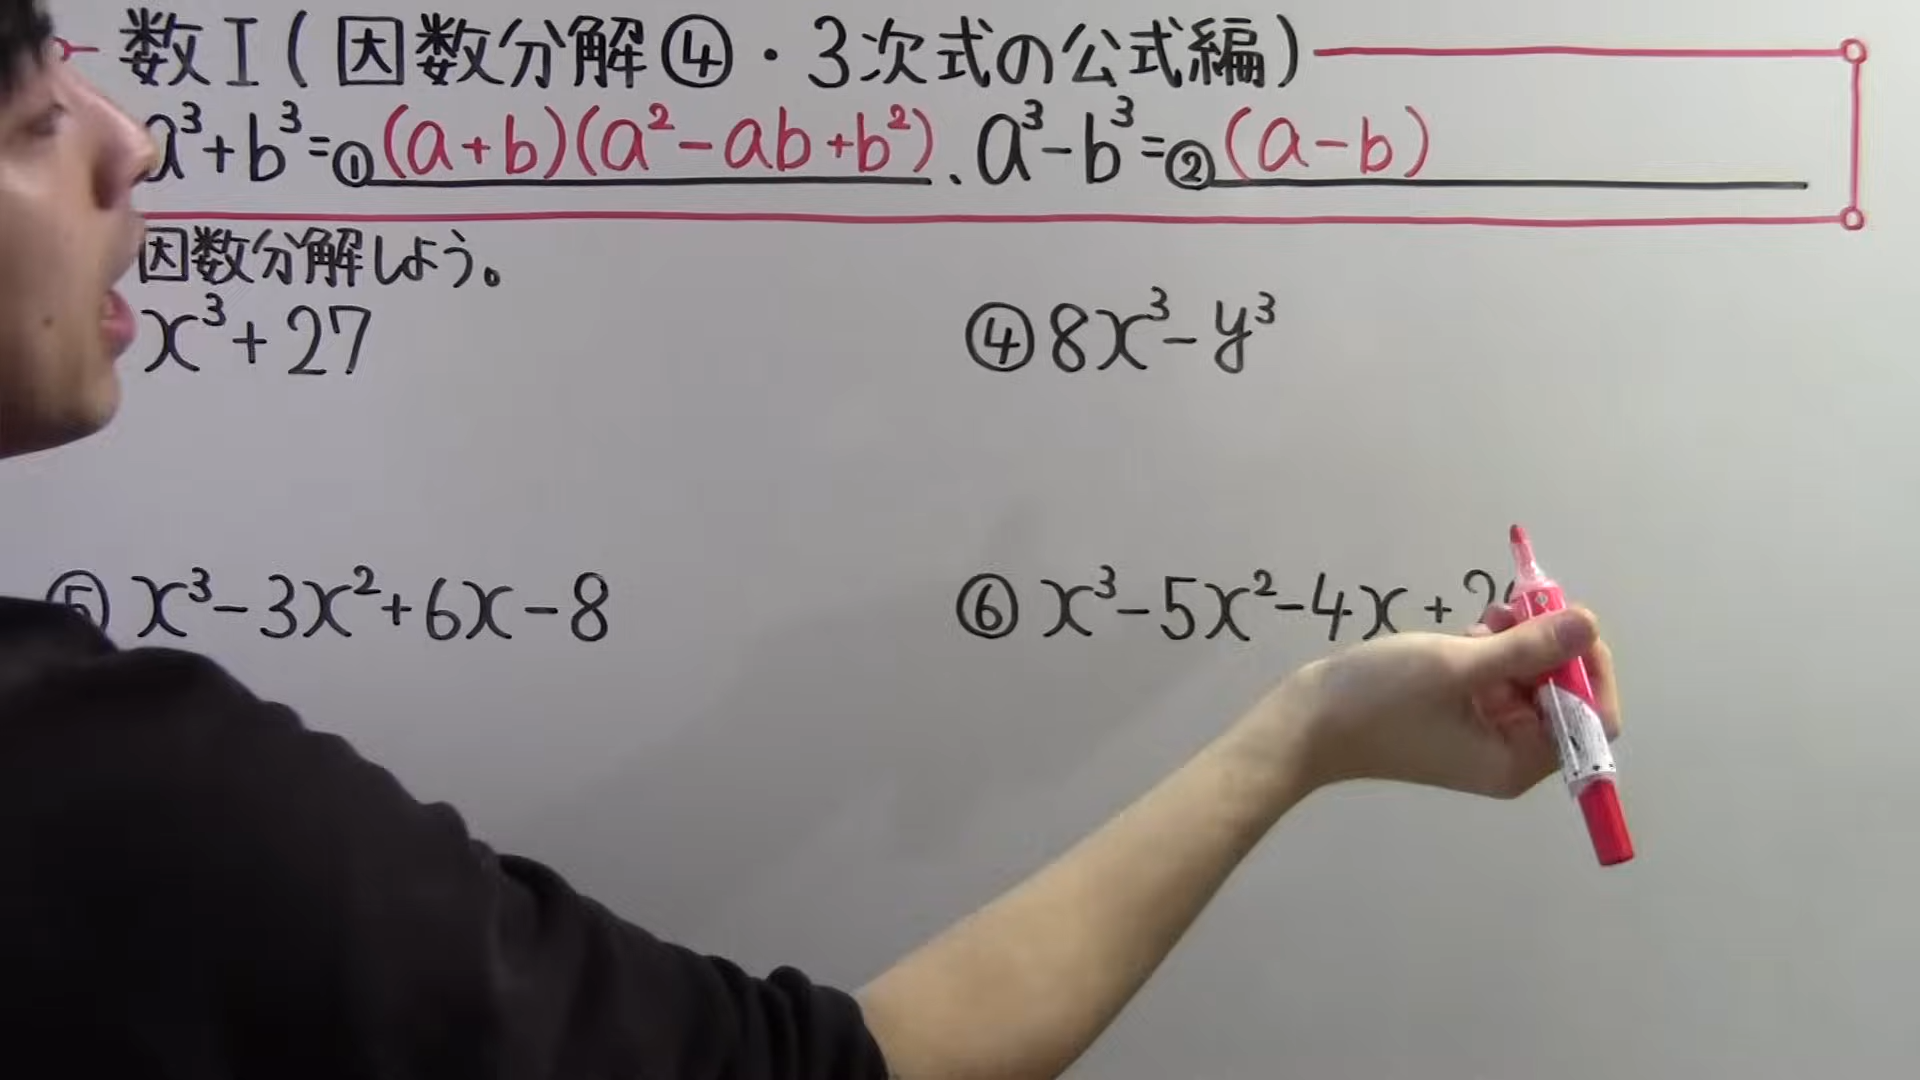 数I(因数分解④・3次式の公式編)
a³+b³=①(a+b)(a²-ab+b²). a³-b³=②(a-b)
因数分解しよう。
x³+27
④8x³-y³
⑤x³-3x²+6x-8
⑥x³-5x²-4x+2